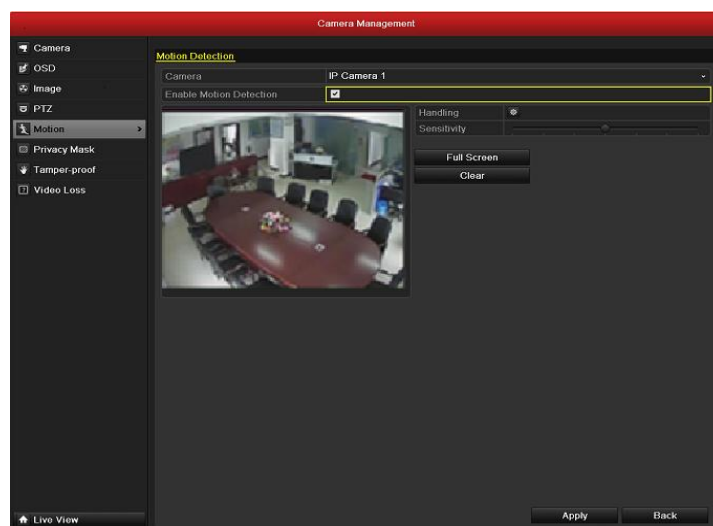 Camera Management
Camera
OSD
Image
PTZ
Motion
Privacy Mask
Tamper-proof
Video Loss
Live View
Motion Detection
Camera IP Camera 1
Enable Motion Detection
Handling
Sensitivity
Full Screen
Clear
Apply Back